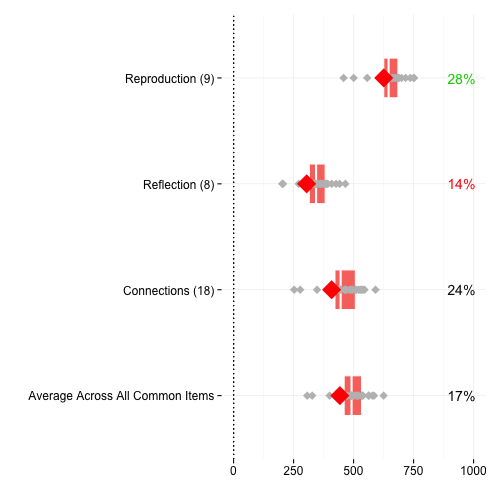 Reproduction (9) 28%
Reflection (8) 14%
Connections (18) 24%
Average Across All Common Items 17%
0 250 500 750 1000